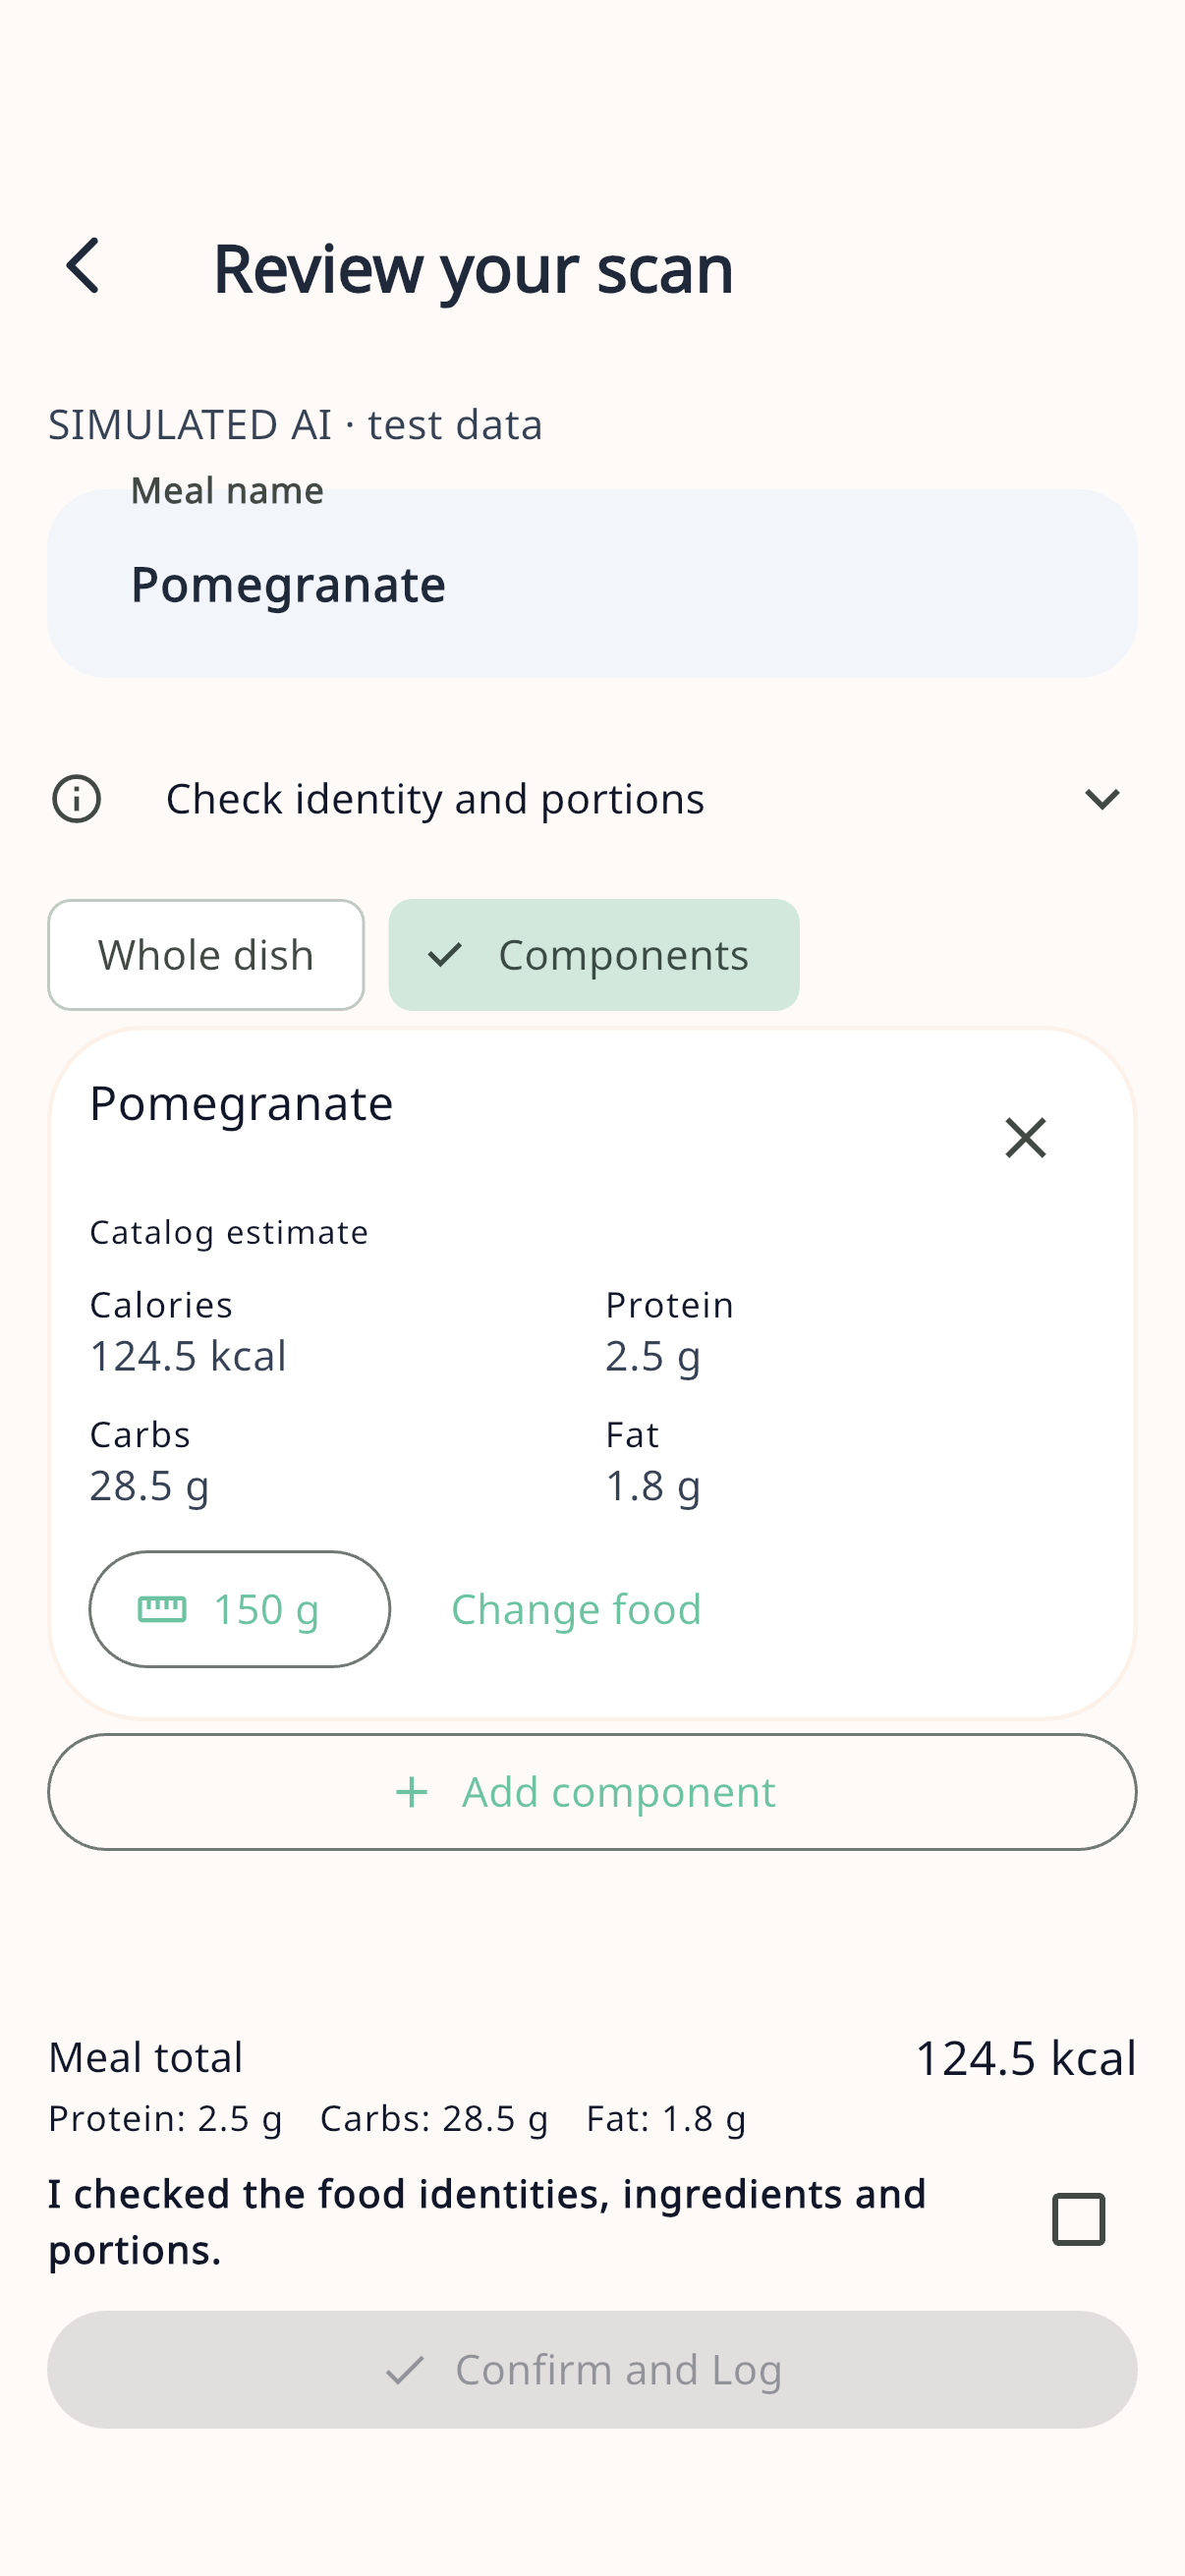 Review your scan
SIMULATED AI · test data
Meal name
Pomegranate
Check identity and portions
Whole dish
Components
Pomegranate
Catalog estimate
Calories
Protein
124.5 kcal
2.5 g
Carbs
Fat
28.5 g
1.8 g
150 g
Change food
Add component
Meal total
124.5 kcal
Protein: 2.5 g
Carbs: 28.5 g
Fat: 1.8 g
I checked the food identities, ingredients and
portions.
Confirm and Log